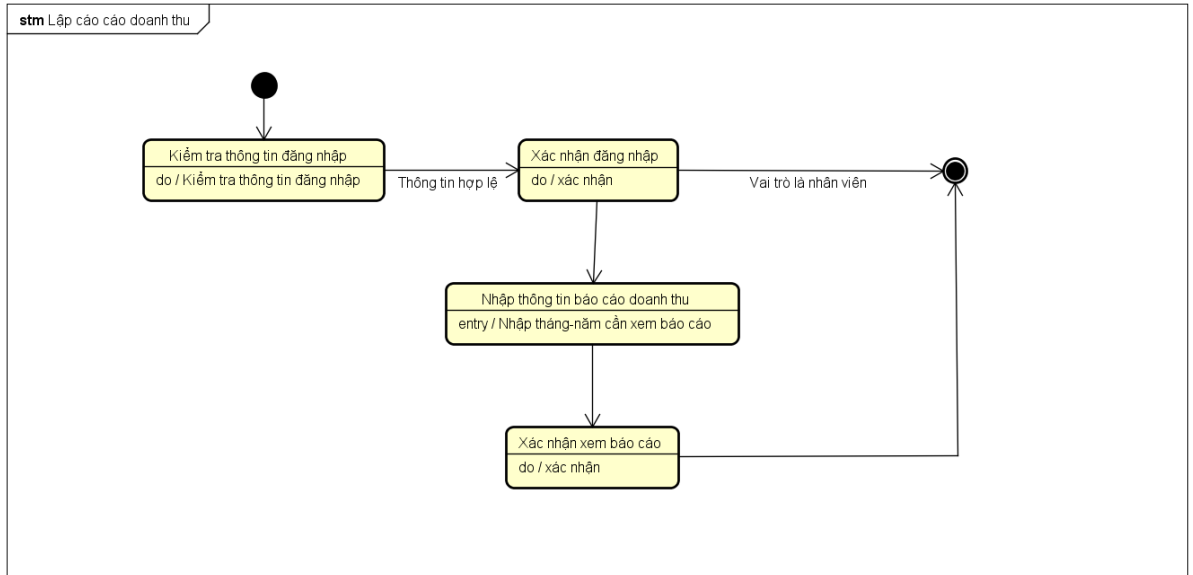 stm Lập cáo cáo doanh thu
Kiểm tra thông tin đăng nhập
do / Kiểm tra thông tin đăng nhập
Thông tin hợp lệ
Xác nhận đăng nhập
do / xác nhận
Vai trò là nhân viên
Nhập thông tin báo cáo doanh thu
entry / Nhập tháng-năm cần xem báo cáo
Xác nhận xem báo cáo
do / xác nhận